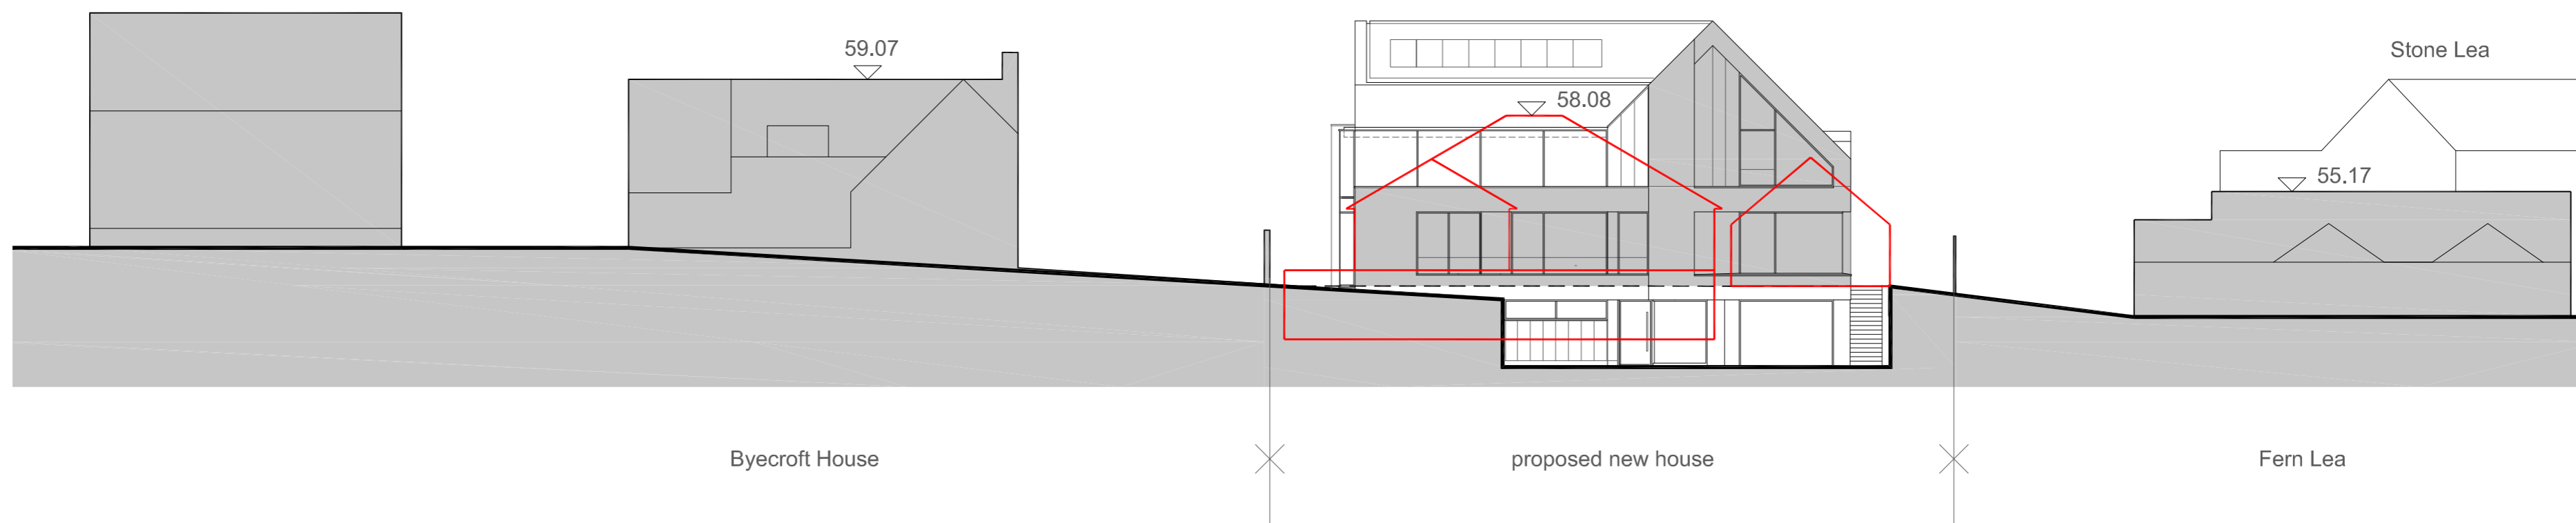 59.07
Stone Lea
58.08
55.17
Byecroft House
proposed new house
Fern Lea